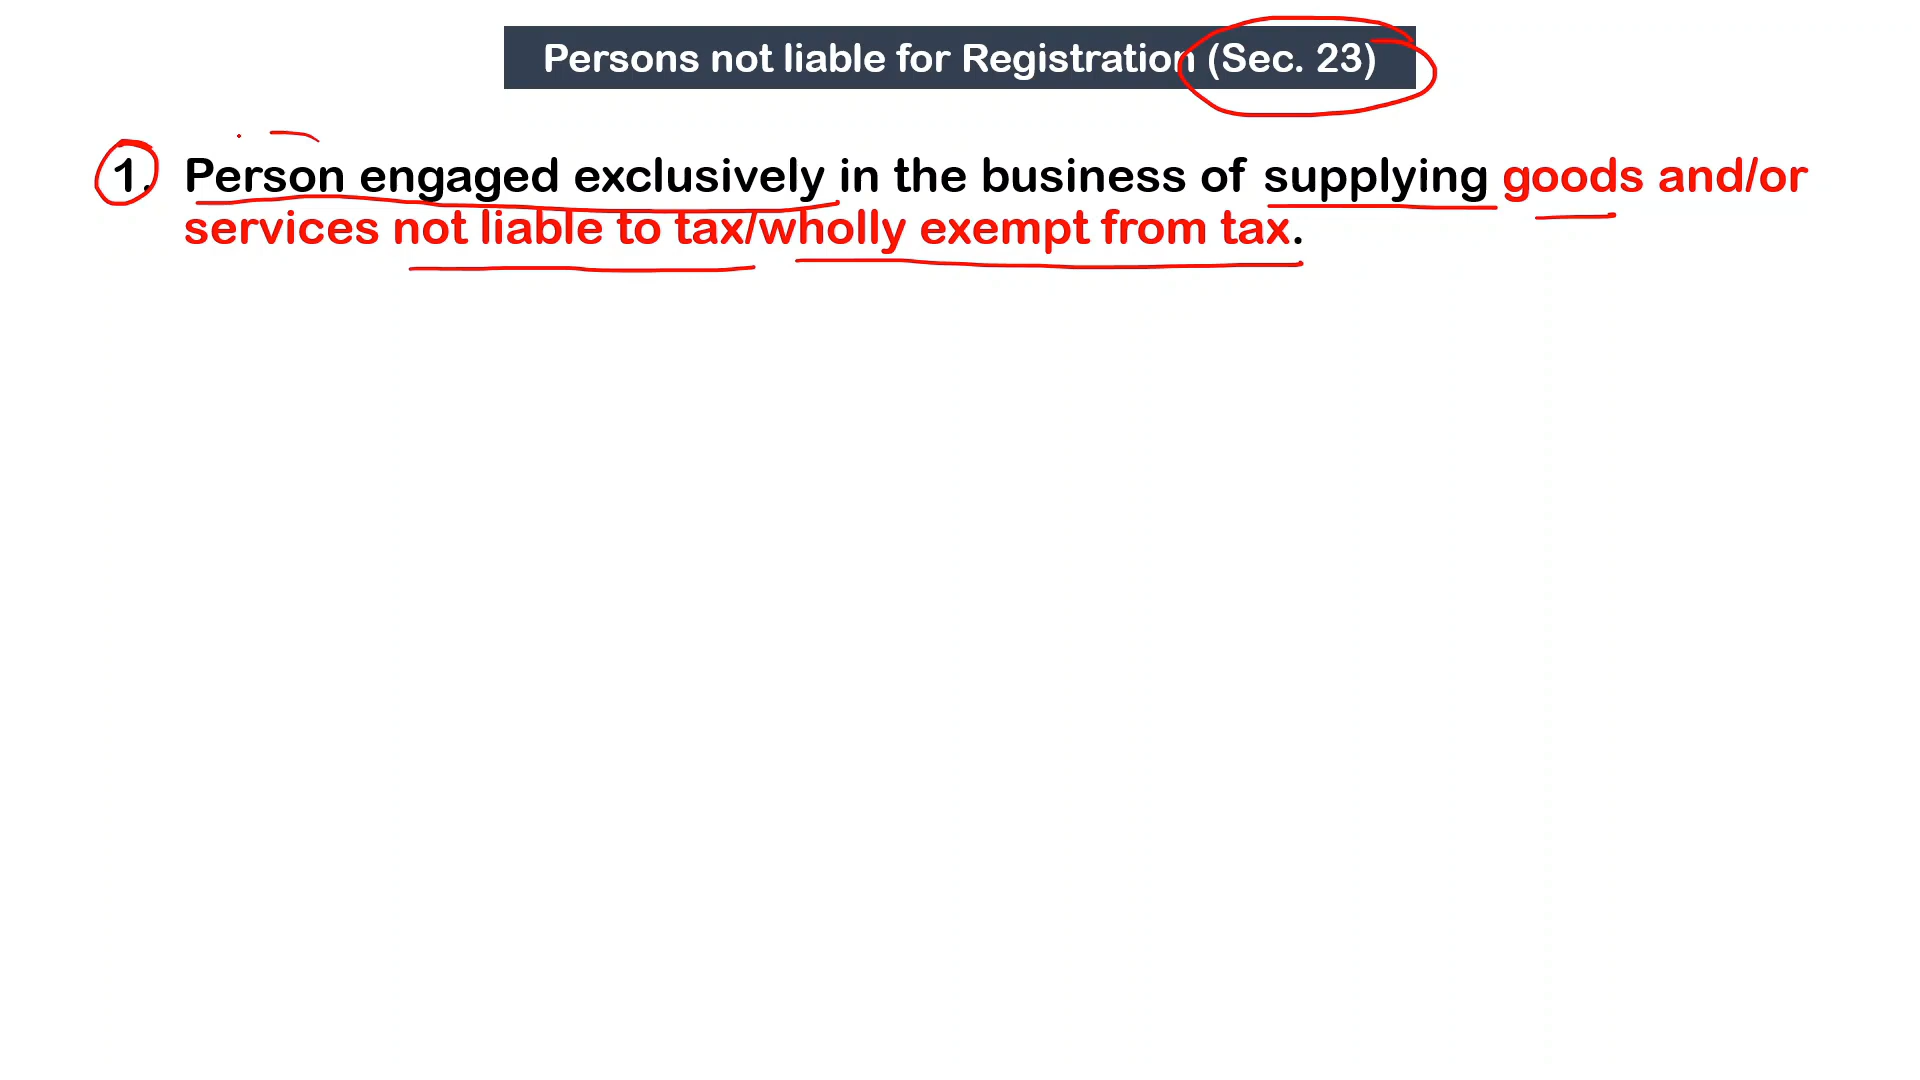 Persons not liable for Registration (Sec. 23)
1. Person engaged exclusively in the business of supplying goods and/or
services not liable to tax/wholly exempt from tax.